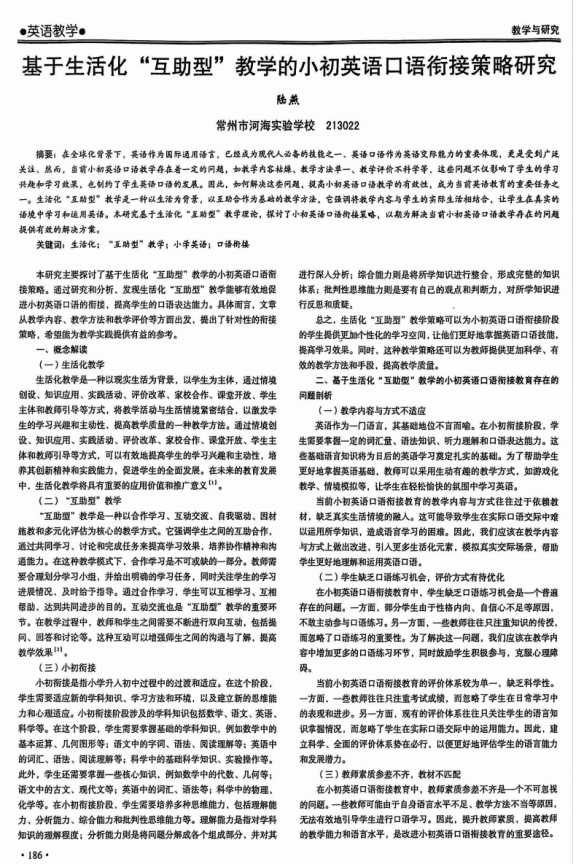 ●英语教学●
教学与研究
基于生活化“互助型”教学的小初英语口语衔接策略研究
陆燕
常州市河海实验学校 213022
摘要：在全球化背景下，英语作为国际通用语言，已经成为现代人必备的技能之一、英语口语作为英语交际能力的重要体现，更是受到广泛
关注。然而，当前小初英语口语教学存在着一定的问题，如教学内容枯燥、教学方法单一、教学评价不科学等，这些问题不仅影响了学生的学习
兴趣和学习效果，也制约了学生英语口语的发展。因此，如何解决这些问题，提高小初英语口语教学的有效性，成为当前英语教育的重要任务之
一。生活化“互助型”教学是一种以生活为背景，以互助合作为基础的教学方法，它强调将教学内容与学生的实际生活相结合，让学生在真实的
语境中学习和运用英语。本研究基于生活化“互助型”教学理论，探讨了小初英语口语衔接策略，以期为解决当前小初英语口语教学存在的问题
提供有效的解决方案。
关键词：生活化；“互助型”教学；小学英语；口语衔接
本研究主要探讨了基于生活化“互助型”教学的小初英语口语衔
接策略。通过研究和分析，发现生活化“互助型”教学能够有效地促
进小初英语口语的衔接，提高学生的口语表达能力。具体而言，文章
从教学内容、教学方法和教学评价等方面出发，提出了针对性的衔接
策略，希望能为教学实践提供有益的参考。
一、概念解读
（一）生活化教学
生活化教学是一种以现实生活为背景，以学生为主体，通过情境
创设、知识应用、实践活动、评价改革、家校合作、课堂开放、学生
主体和教师引导等方式，将教学活动与生活情境紧密结合，以激发学
生的学习兴趣和主动性，提高教学质量的一种教学方法。通过情境创
设、知识应用、实践活动、评价改革、家校合作、课堂开放、学生主
体和教师引导等方式，可以有效地提高学生的学习兴趣和主动性，培
养其创新精神和实践能力，促进学生的全面发展。在未来的教育发展
中，生活化教学将具有重要的应用价值和推广意义[1]。
（二）“互助型”教学
“互助型”教学是一种以合作学习、互动交流、自我驱动、因材
施教和多元化评估为核心的教学方式。它强调学生之间的互助合作，
通过共同学习、讨论和完成任务来提高学习效果，培养协作精神和沟
通能力。在这种教学模式下，合作学习是不可或缺的一部分。教师需
要合理划分学习小组，并给出明确的学习任务，同时关注学生的学习
进展情况，及时给予指导。通过合作学习，学生可以互相学习、互相
帮助，达到共同进步的目的。互动交流也是“互助型”教学的重要环
节。在教学过程中，教师和学生之间需要不断进行双向互动，包括提
问、回答和讨论等。这种互动可以增强师生之间的沟通与了解，提高
教学效果[2]。
（三）小初衔接
小初衔接是指小学升入初中过程中的过渡和适应。在这个阶段，
学生需要适应新的学科知识、学习方法和环境，以及建立新的思维能
力和心理适应。小初衔接阶段涉及的学科知识包括数学、语文、英语、
科学等。在这个阶段，学生需要掌握基础的学科知识，例如数学中的
基本运算、几何图形等；语文中的字词、语法、阅读理解等；英语中
的词汇、语法、阅读理解等；科学中的基础科学知识、实验操作等。
此外，学生还需要掌握一些核心知识，例如数学中的代数、几何等；
语文中的古文、现代文等；英语中的词汇、语法等；科学中的物理、
化学等。在小初衔接阶段，学生需要培养多种思维能力，包括理解能
力、分析能力、综合能力和批判性思维能力等。理解能力是指对学科
知识的理解程度；分析能力则是将问题分解成各个组成部分，并对其
进行深入分析；综合能力则是将所学知识进行整合，形成完整的知识
体系；批判性思维能力则是要有自己的观点和判断力，对所学知识进
行反思和质疑。
总之，生活化“互助型”教学策略可以为小初英语口语衔接阶段
的学生提供更加个性化的学习空间，让他们更好地掌握英语口语技能，
提高学习效果。同时，这种教学策略还可以为教师提供更加科学、有
效的教学方法和手段，提高教学质量。
二、基于生活化“互助型”教学的小初英语口语衔接教育存在的
问题剖析
（一）教学内容与方式不适应
英语作为一门语言，其基础地位不言而喻。在小初衔接阶段，学
生需要掌握一定的词汇量、语法知识、听力理解和口语表达能力。这
些基础语言知识将为日后的英语学习奠定扎实的基础。为了帮助学生
更好地掌握英语基础，教师可以采用生动有趣的教学方式，如游戏化
教学、情境模拟等，让学生在轻松愉快的氛围中学习英语。
当前小初英语口语衔接教育的教学内容与方式往往过于依赖教
材，缺乏真实生活情境的融入。这可能导致学生在实际口语交际中难
以运用所学知识，造成语言学习的困难。因此，我们应该在教学内容
与方式上做出改进，引入更多生活化元素，模拟真实交际场景，帮助
学生更好地理解和运用英语口语。
（二）学生缺乏口语练习机会，评价方式有待优化
在小初英语口语衔接教育中，学生缺乏口语练习机会是一个普遍
存在的问题。一方面，部分学生由于性格内向、自信心不足等原因，
不敢主动参与口语练习。另一方面，一些教师往往只注重知识的传授，
而忽略了口语练习的重要性。为了解决这一问题，我们应该在教学内
容中增加更多的口语练习环节，同时鼓励学生积极参与，克服心理障
碍。
当前小初英语口语衔接教育的评价体系较为单一，缺乏科学性。
一方面，一些教师往往只注重考试成绩，而忽略了学生在日常学习中
的表现和进步。另一方面，现有的评价体系往往只关注学生的语言知
识掌握情况，而忽略了学生在实际口语交际中的运用能力。因此，建
立科学、全面的评价体系势在必行，以便更好地评估学生的语言能力
和发展潜力。
（三）教师素质参差不齐，教材不匹配
在小初英语口语衔接教育中，教师素质参差不齐是一个不可忽视
的问题。一些教师可能由于自身语言水平不足、教学方法不当等原因，
无法有效地引导学生进行口语学习。因此，提升教师素质、提高教师
的教学能力和语言水平，是改进小初英语口语衔接教育的重要途径。
·186·